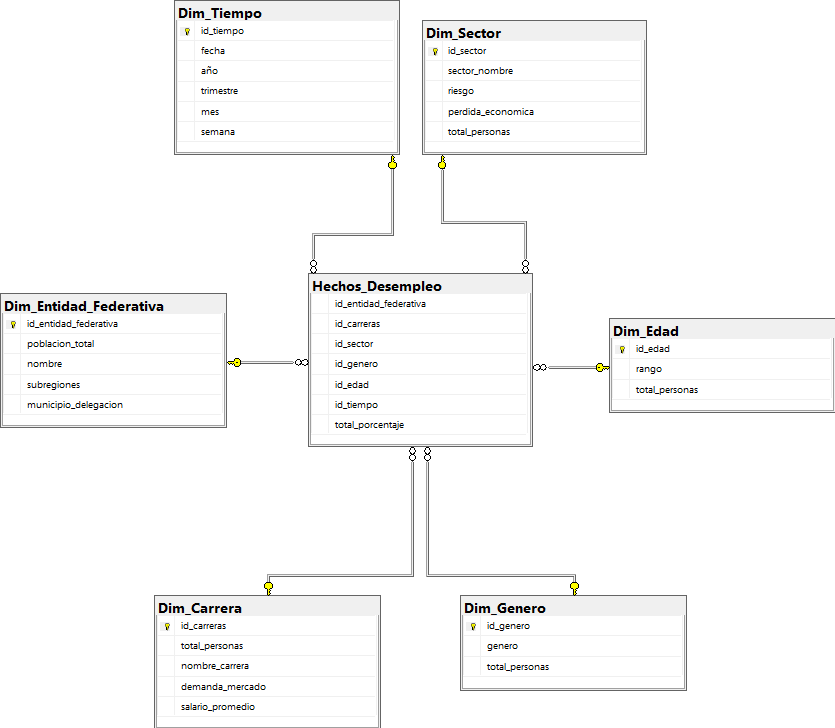 Dim_Tiempo
id_tiempo
fecha
año
trimestre
mes
semana
Dim_Sector
id_sector
sector_nombre
riesgo
perdida_economica
total_personas
Dim_Entidad_Federativa
id_entidad_federativa
poblacion_total
nombre
subregiones
municipio_delegacion
Hechos_Desempleo
id_entidad_federativa
id_carreras
id_sector
id_genero
id_edad
id_tiempo
total_porcentaje
Dim_Edad
id_edad
rango
total_personas
Dim_Carrera
id_carreras
total_personas
nombre_carrera
demanda_mercado
salario_promedio
Dim_Genero
id_genero
genero
total_personas